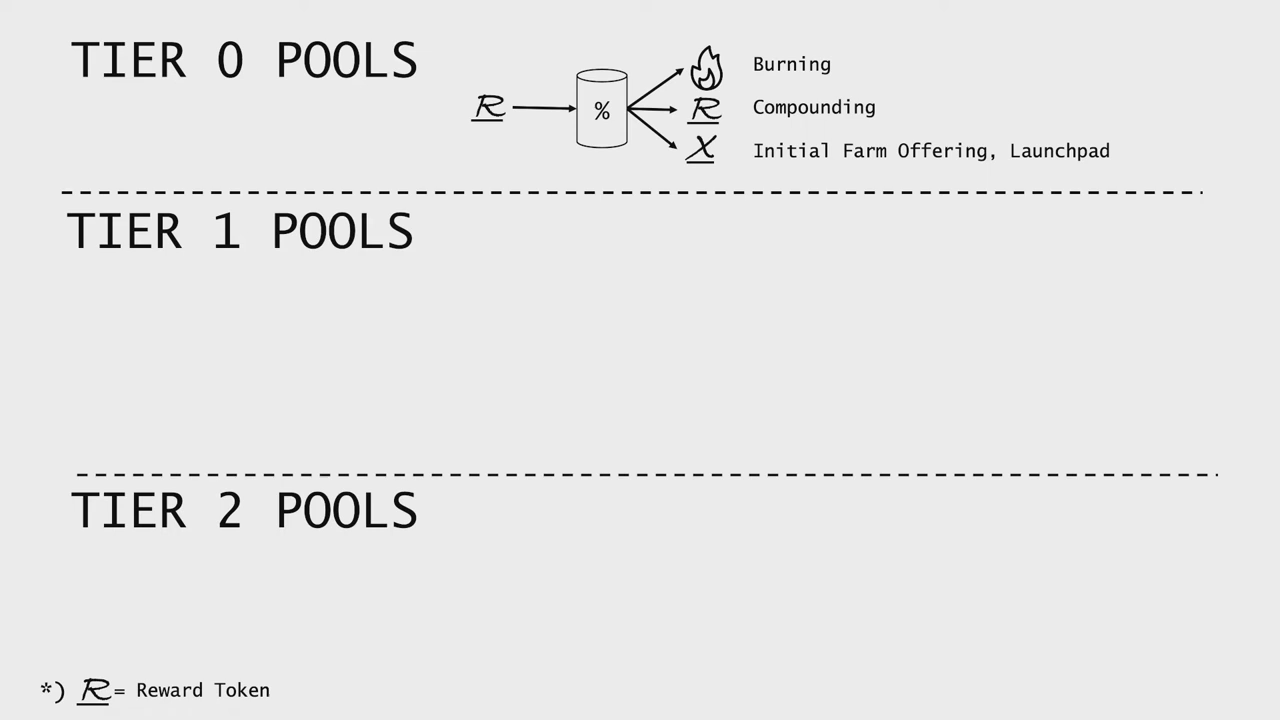 TIER 0 POOLS
Burning
R % R Compounding
X Initial Farm Offering, Launchpad
TIER 1 POOLS
TIER 2 POOLS
*) R = Reward Token